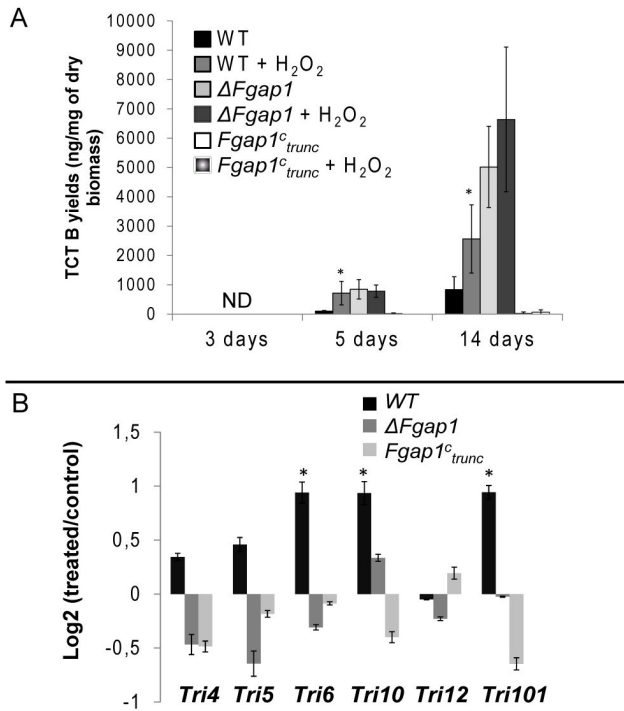 A
TCT B yields (ng/mg of dry
biomass)
10000
9000
8000
7000
6000
5000
4000
3000
2000
1000
0
WT
WT + H₂O₂
ΔFgap1
ΔFgap1 + H₂O₂
Fgap1ᶜtrunc
Fgap1ᶜtrunc + H₂O₂
ND
*
*
3 days
5 days
14 days
B
WT
ΔFgap1
Fgap1ᶜtrunc
Log2 (treated/control)
1,5
1
0,5
0
-0,5
-1
*
*
*
Tri4
Tri5
Tri6
Tri10
Tri12
Tri101